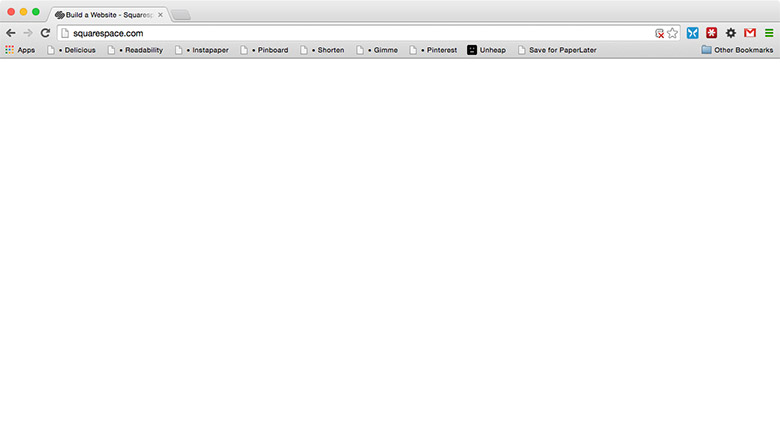 Build a Website - Squaresp
squarespace.com
Apps • Delicious • Readability • Instapaper • Pinboard • Shorten • Gimme • Pinterest Unheap Save for PaperLater Other Bookmarks